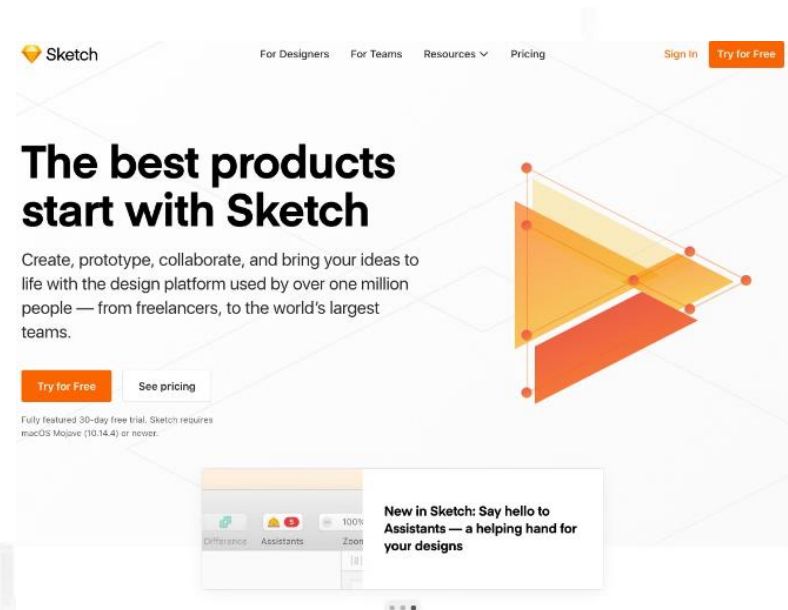 Sketch
For Designers
For Teams
Resources
Pricing
Sign In
Try for Free
The best products
start with Sketch
Create, prototype, collaborate, and bring your ideas to
life with the design platform used by over one million
people — from freelancers, to the world's largest
teams.
Try for Free
See pricing
Fully featured 30-day free trial. Sketch requires
macOS Mojave (10.14.4) or newer.
5
100%
Difference
Assistants
Zoom
New in Sketch: Say hello to
Assistants — a helping hand for
your designs